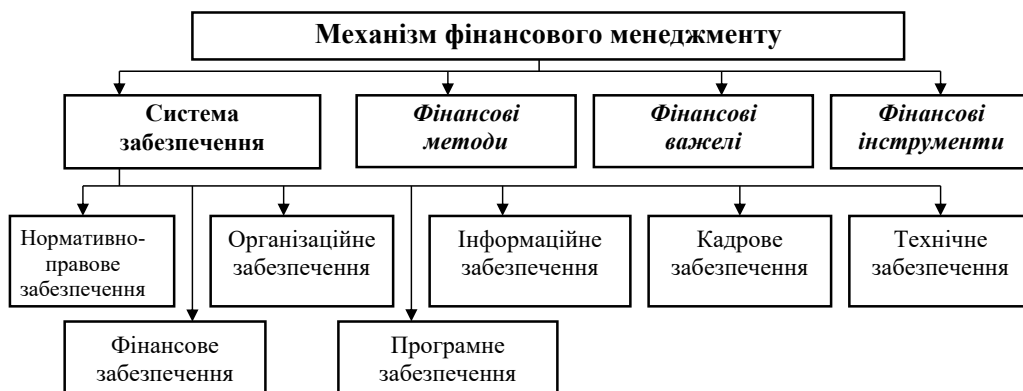 Механізм фінансового менеджменту
Система
забезпечення
Фінансові
методи
Фінансові
важелі
Фінансові
інструменти
Нормативно-
правове
забезпечення
Організаційне
забезпечення
Інформаційне
забезпечення
Кадрове
забезпечення
Технічне
забезпечення
Фінансове
забезпечення
Програмне
забезпечення